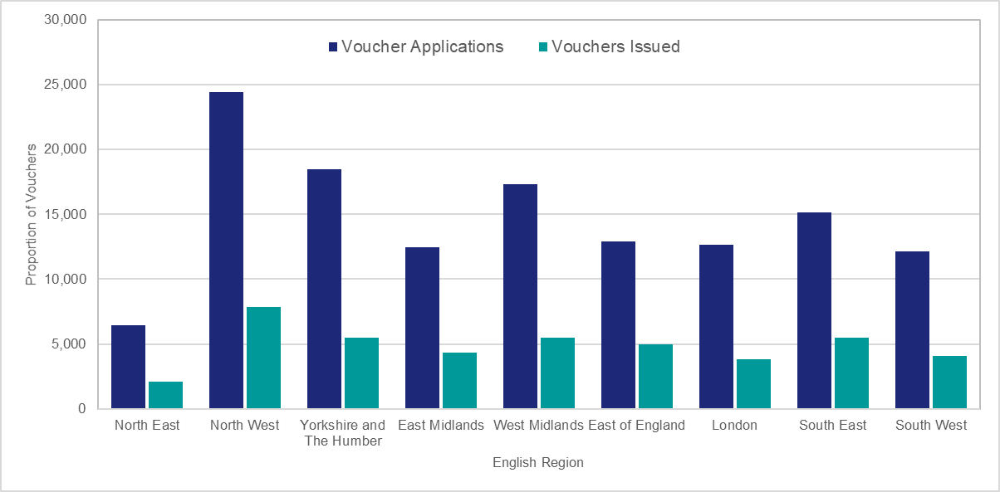 30,000
Voucher Applications
Vouchers Issued
25,000
20,000
15,000
10,000
5,000
0
Proportion of Vouchers
North East
North West
Yorkshire and
The Humber
East Midlands
West Midlands
East of England
London
South East
South West
English Region